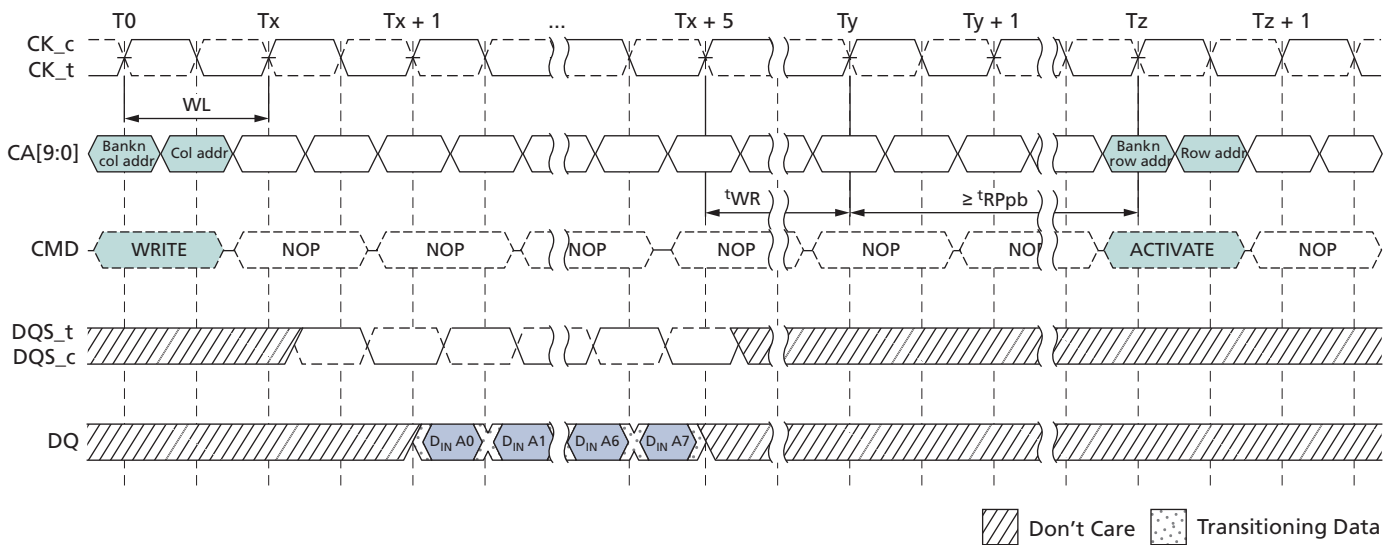 T0 Tx Tx + 1 ... Tx + 5 Ty Ty + 1 Tz Tz + 1
CK_c
CK_t
WL
CA[9:0] Bankn col addr Col addr Bankn row addr Row addr
tWR ≥ tRPpb
CMD WRITE NOP NOP NOP NOP NOP NOP ACTIVATE NOP
DQS_t
DQS_c
DQ DIN A0 DIN A1 DIN A6 DIN A7
Don't Care Transitioning Data